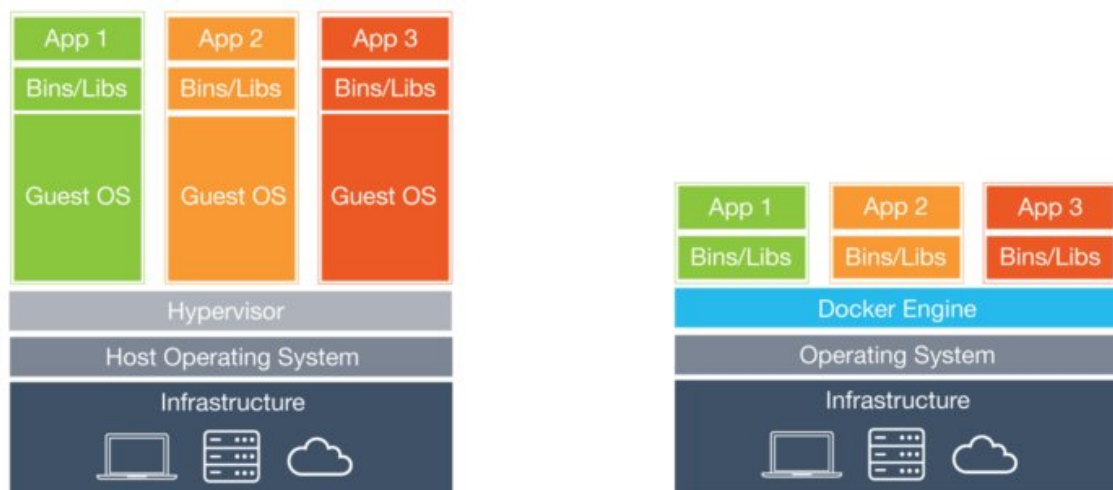 App 1
App 2
App 3
Bins/Libs
Bins/Libs
Bins/Libs
Guest OS
Guest OS
Guest OS
Hypervisor
Host Operating System
Infrastructure
App 1
App 2
App 3
Bins/Libs
Bins/Libs
Bins/Libs
Docker Engine
Operating System
Infrastructure